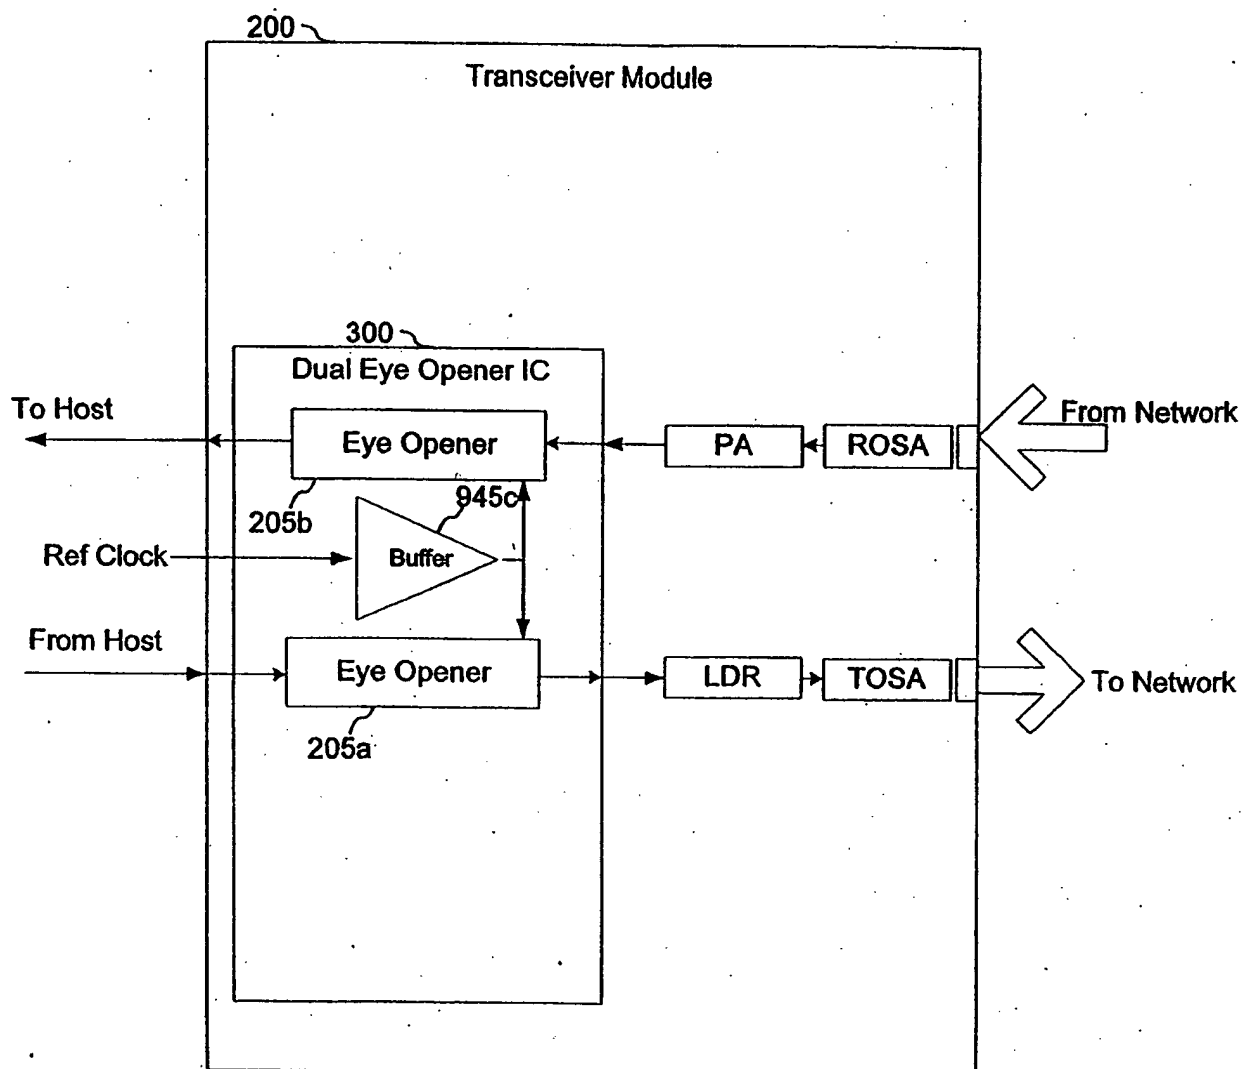 200
Transceiver Module
300
Dual Eye Opener IC
To Host
Eye Opener
PA
ROSA
From Network
205b
945c
Ref Clock
Buffer
From Host
Eye Opener
LDR
TOSA
To Network
205a